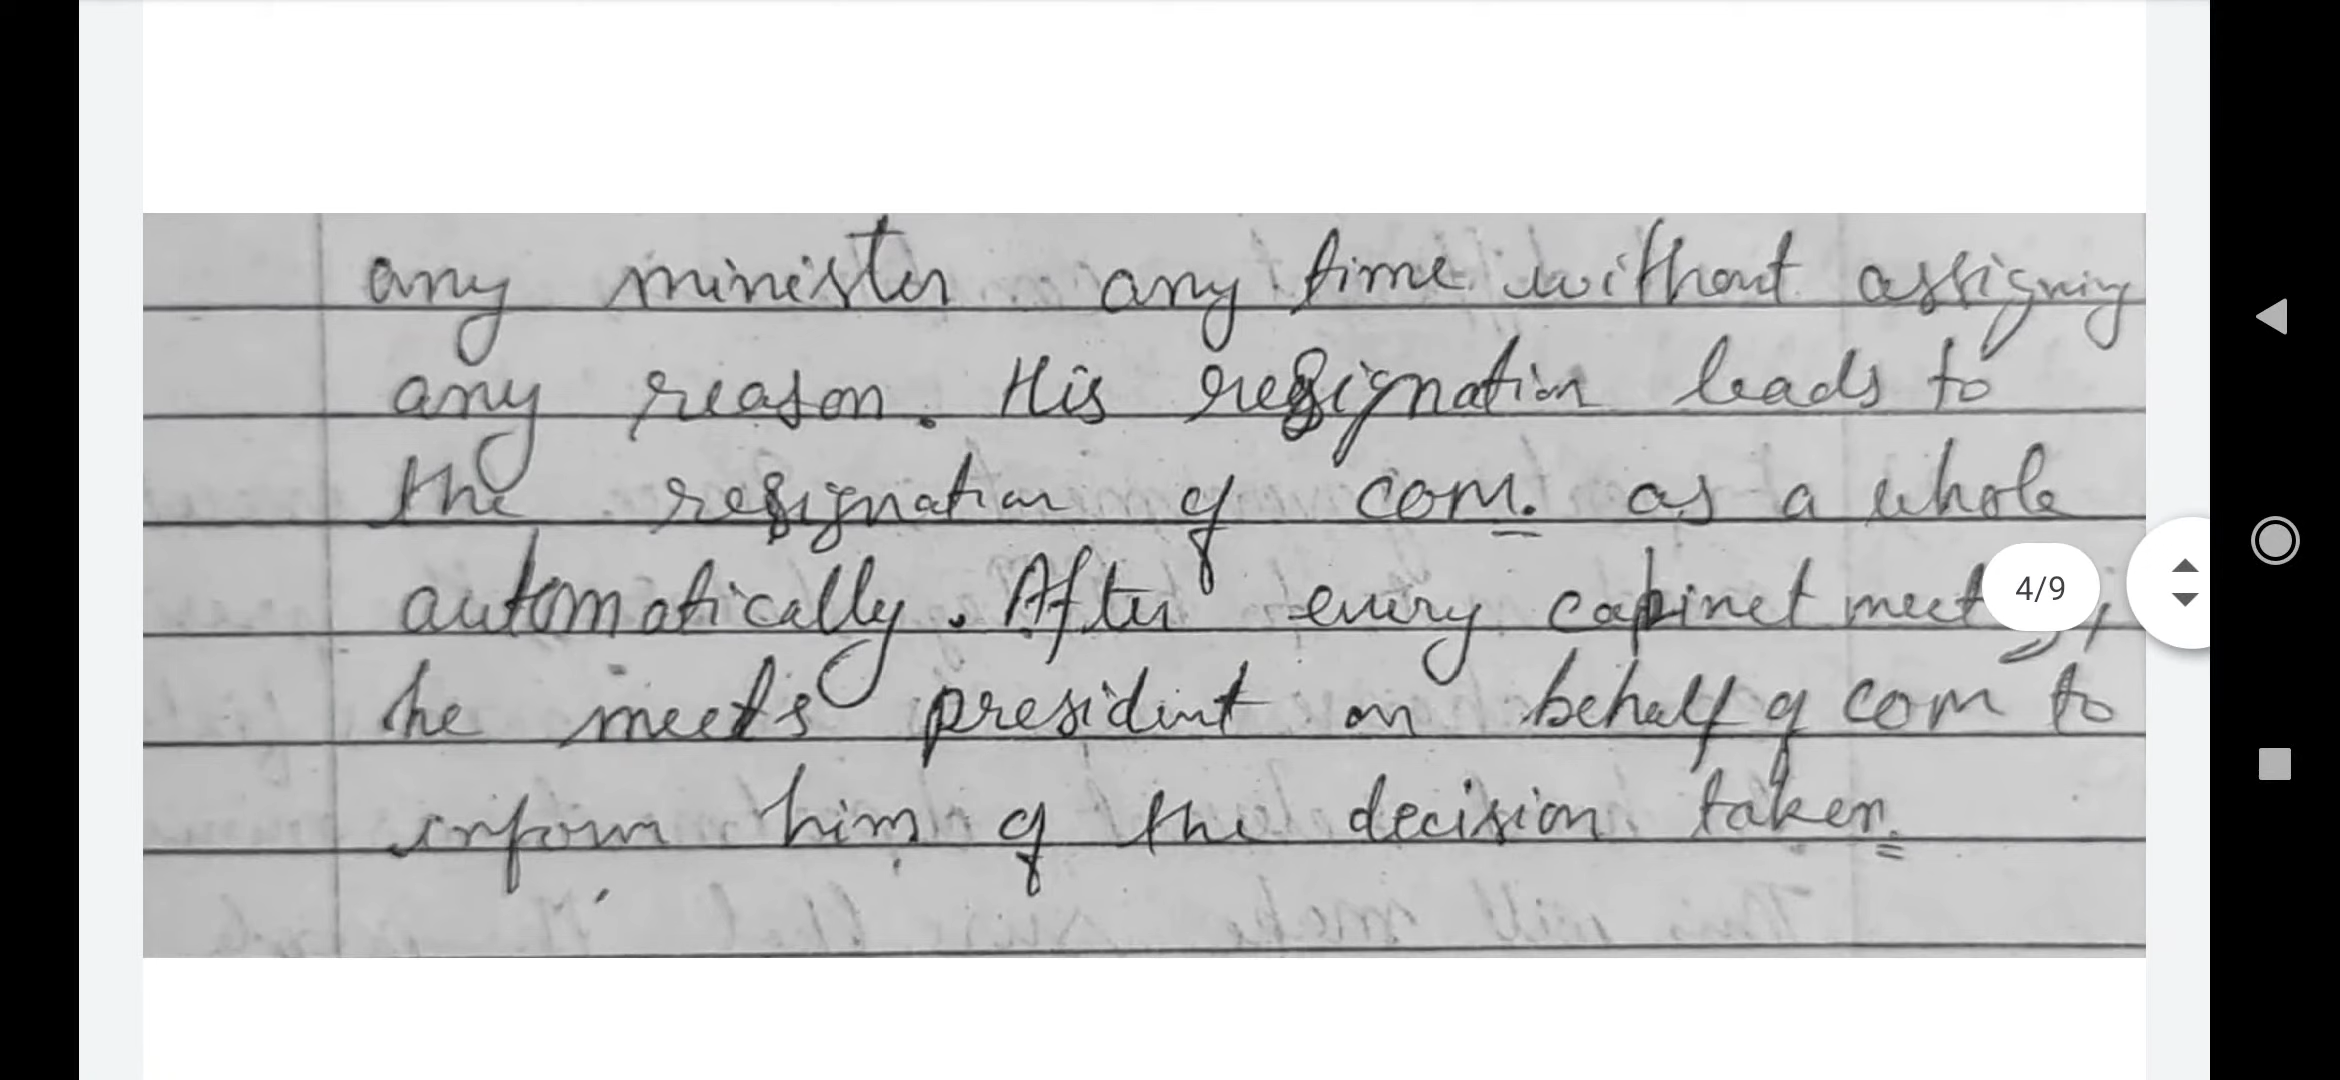 any minister any time without assigning
any reason. His resignation leads to
the resignation of com. as a whole
automatically. After every cabinet
4/9
he meets president on behalf of com to
inform him of the decision taken.